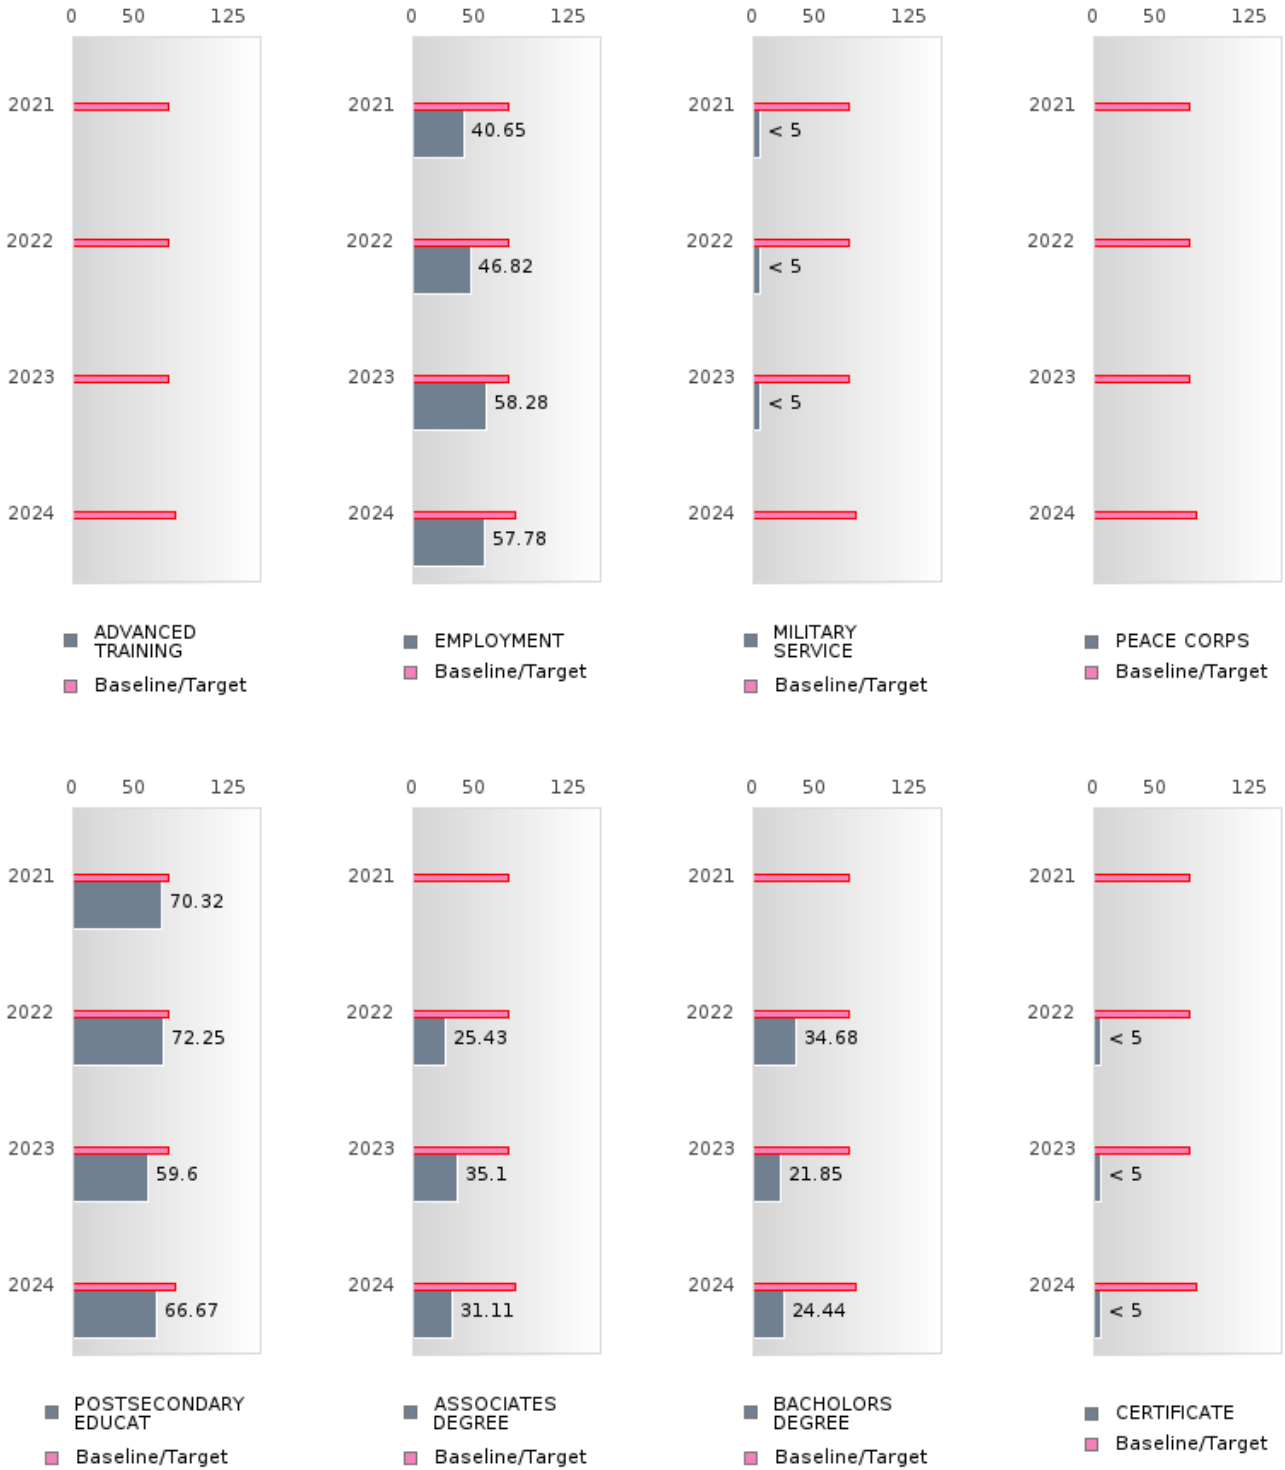 0 50 125 0 50 125 0 50 125 0 50 125
2021 2021 2021 2021
40.65 < 5
2022 2022 2022 2022
46.82 < 5
2023 2023 2023 2023
58.28 < 5
2024 2024 2024 2024
57.78
ADVANCED
TRAINING
Baseline/Target
EMPLOYMENT
Baseline/Target
MILITARY
SERVICE
Baseline/Target
PEACE CORPS
Baseline/Target
0 50 125 0 50 125 0 50 125 0 50 125
2021 2021 2021 2021
70.32
2022 2022 2022 2022
72.25 25.43 34.68 < 5
2023 2023 2023 2023
59.6 35.1 21.85 < 5
2024 2024 2024 2024
66.67 31.11 24.44 < 5
POSTSECONDARY
EDUCAT
Baseline/Target
ASSOCIATES
DEGREE
Baseline/Target
BACHOLORS
DEGREE
Baseline/Target
CERTIFICATE
Baseline/Target